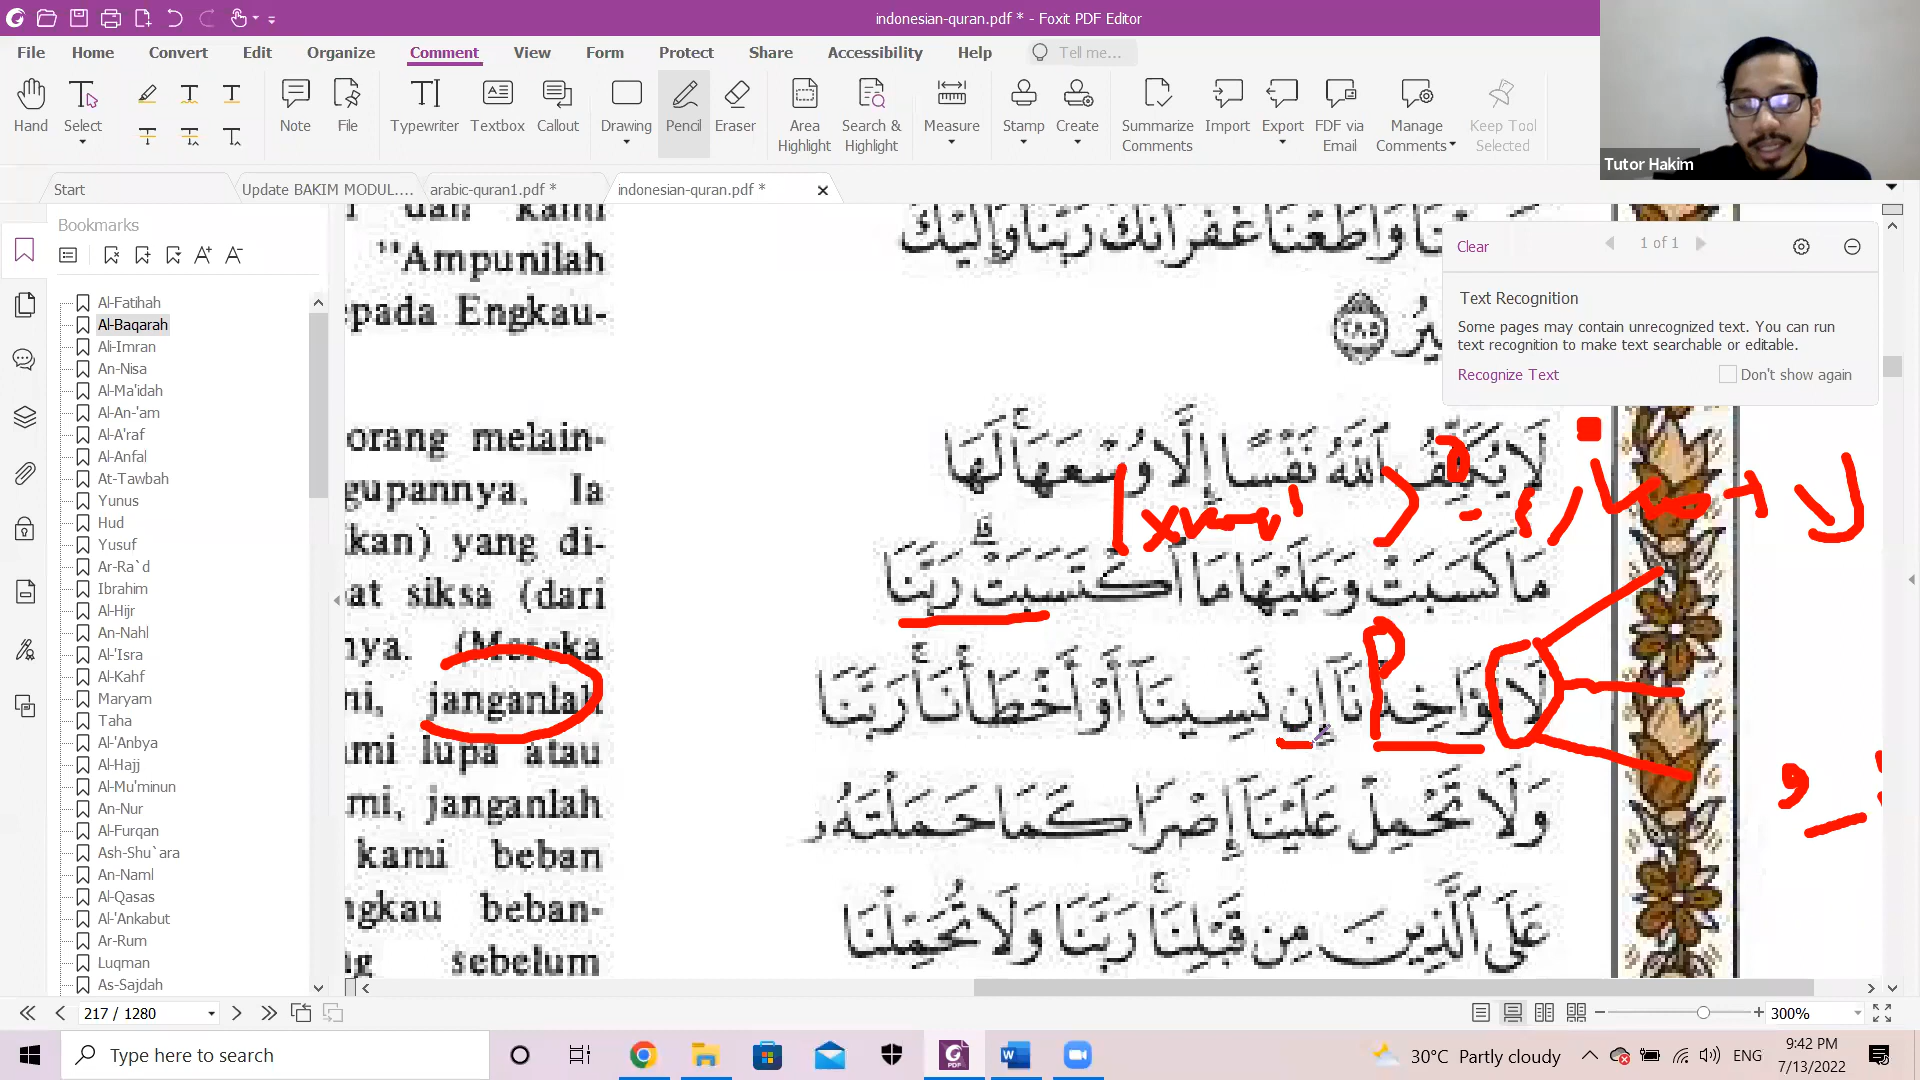 indonesian-quran.pdf * - Foxit PDF Editor
File Home Convert Edit Organize Comment View Form Protect Share Accessibility Help Tell me...
Hand Select Note File Typewriter Textbox Callout Drawing Pencil Eraser Area Highlight Search & Highlight Measure Stamp Create Summarize Comments Import Export FDF via Email Manage Comments Keep Tool Selected
Tutor Hakim
Start Update BAKIM MODUL.... arabic-quran1.pdf * indonesian-quran.pdf *
Bookmarks
Al-Fatihah
Al-Baqarah
Ali-Imran
An-Nisa
Al-Ma'idah
Al-An-'am
Al-A'raf
Al-Anfal
At-Tawbah
Yunus
Hud
Yusuf
Ar-Ra`d
Ibrahim
Al-Hijr
An-Nahl
Al-'Isra
Al-Kahf
Maryam
Taha
Al-'Anbya
Al-Hajj
Al-Mu'minun
An-Nur
Al-Furqan
Ash-Shu`ara
An-Naml
Al-Qasas
Al-'Ankabut
Ar-Rum
Luqman
As-Sajdah
dan kami
"Ampunilah
epada Engkau-
orang melain-
gupannya. Ia
kan) yang di-
at siksa (dari
nya. (Mereka
mi, janganlah
mi lupa atau
mi, janganlah
kami beban
ngkau beban-
sebelum
وَأَطَعْنَا غُفْرَانَكَ رَبَّنَا وَإِلَيْكَ
٢٨٥
لَا يُكَلِّفُ اللَّهُ نَفْسًا إِلَّا وُسْعَهَا لَهَا
مَا كَسَبَتْ وَعَلَيْهَا مَا اكْتَسَبَتْ رَبَّنَا
لَا تُؤَاخِذْنَا إِن نَّسِينَا أَوْ أَخْطَأْنَا رَبَّنَا
وَلَا تَحْمِلْ عَلَيْنَا إِصْرًا كَمَا حَمَلْتَهُ
عَلَى الَّذِينَ مِن قَبْلِنَا رَبَّنَا وَلَا تُحَمِّلْنَا
Clear 1 of 1
Text Recognition
Some pages may contain unrecognized text. You can run
text recognition to make text searchable or editable.
Recognize Text Don't show again
217 / 1280 300%
Type here to search
30°C Partly cloudy ENG 9:42 PM
7/13/2022